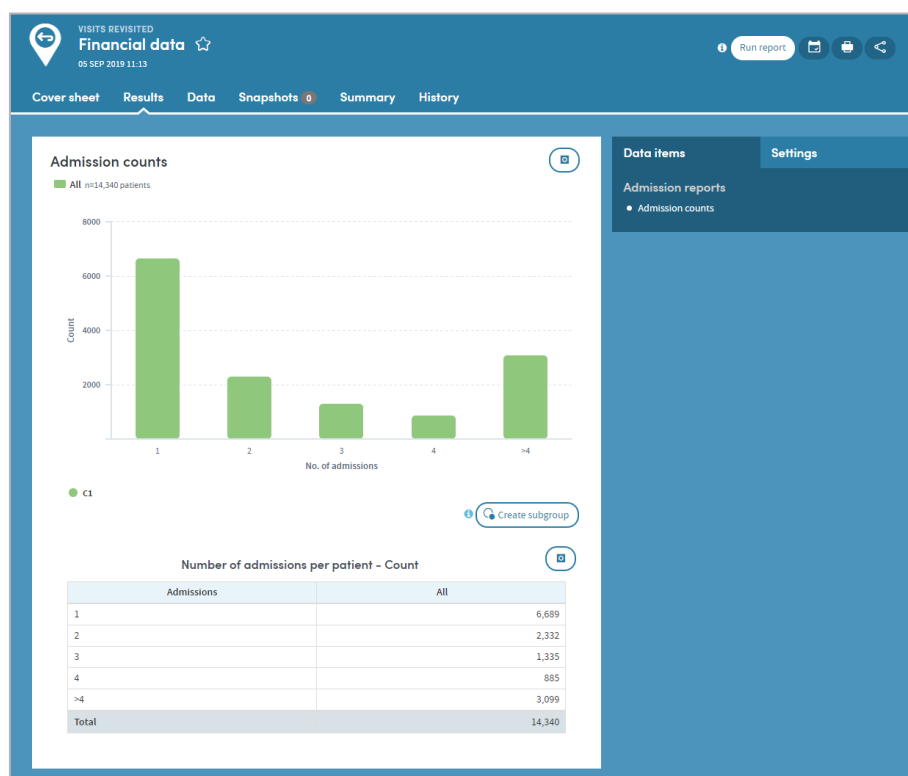 VISITS REVISITED
Financial data
05 SEP 2019 11:13
Run report
Cover sheet Results Data Snapshots 0 Summary History
Admission counts
All n=14,340 patients
8000
6000
4000
2000
Count
1 2 3 4 >4
No. of admissions
C1
Create subgroup
Number of admissions per patient - Count
Admissions All
1 6,689
2 2,332
3 1,335
4 885
>4 3,099
Total 14,340
Data items Settings
Admission reports
Admission counts